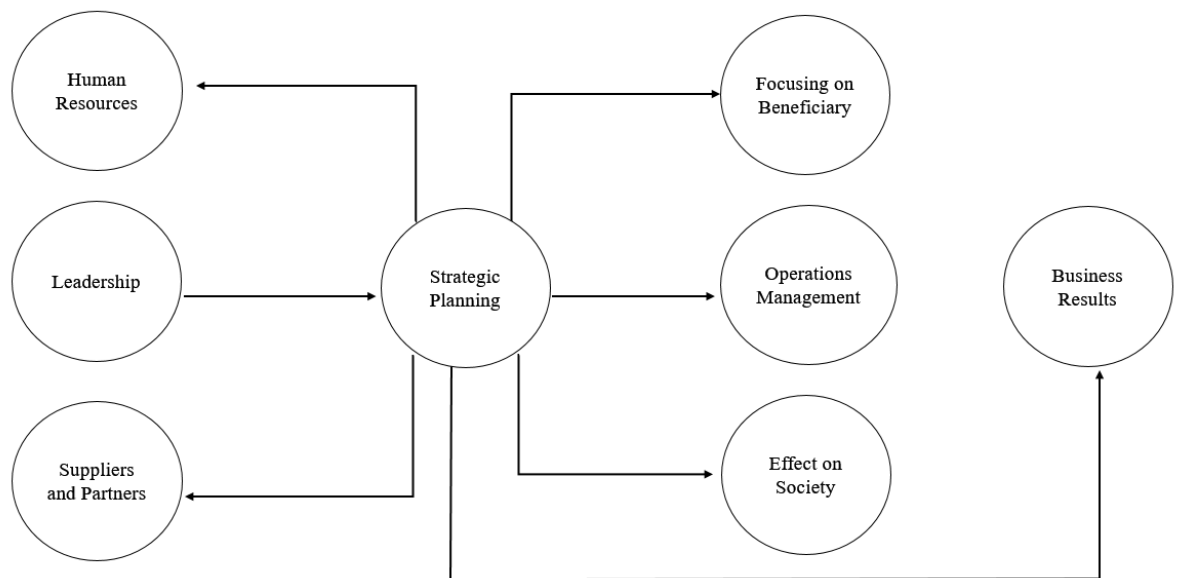 Human
Resources
Focusing on
Beneficiary
Leadership
Strategic
Planning
Operations
Management
Business
Results
Suppliers
and Partners
Effect on
Society